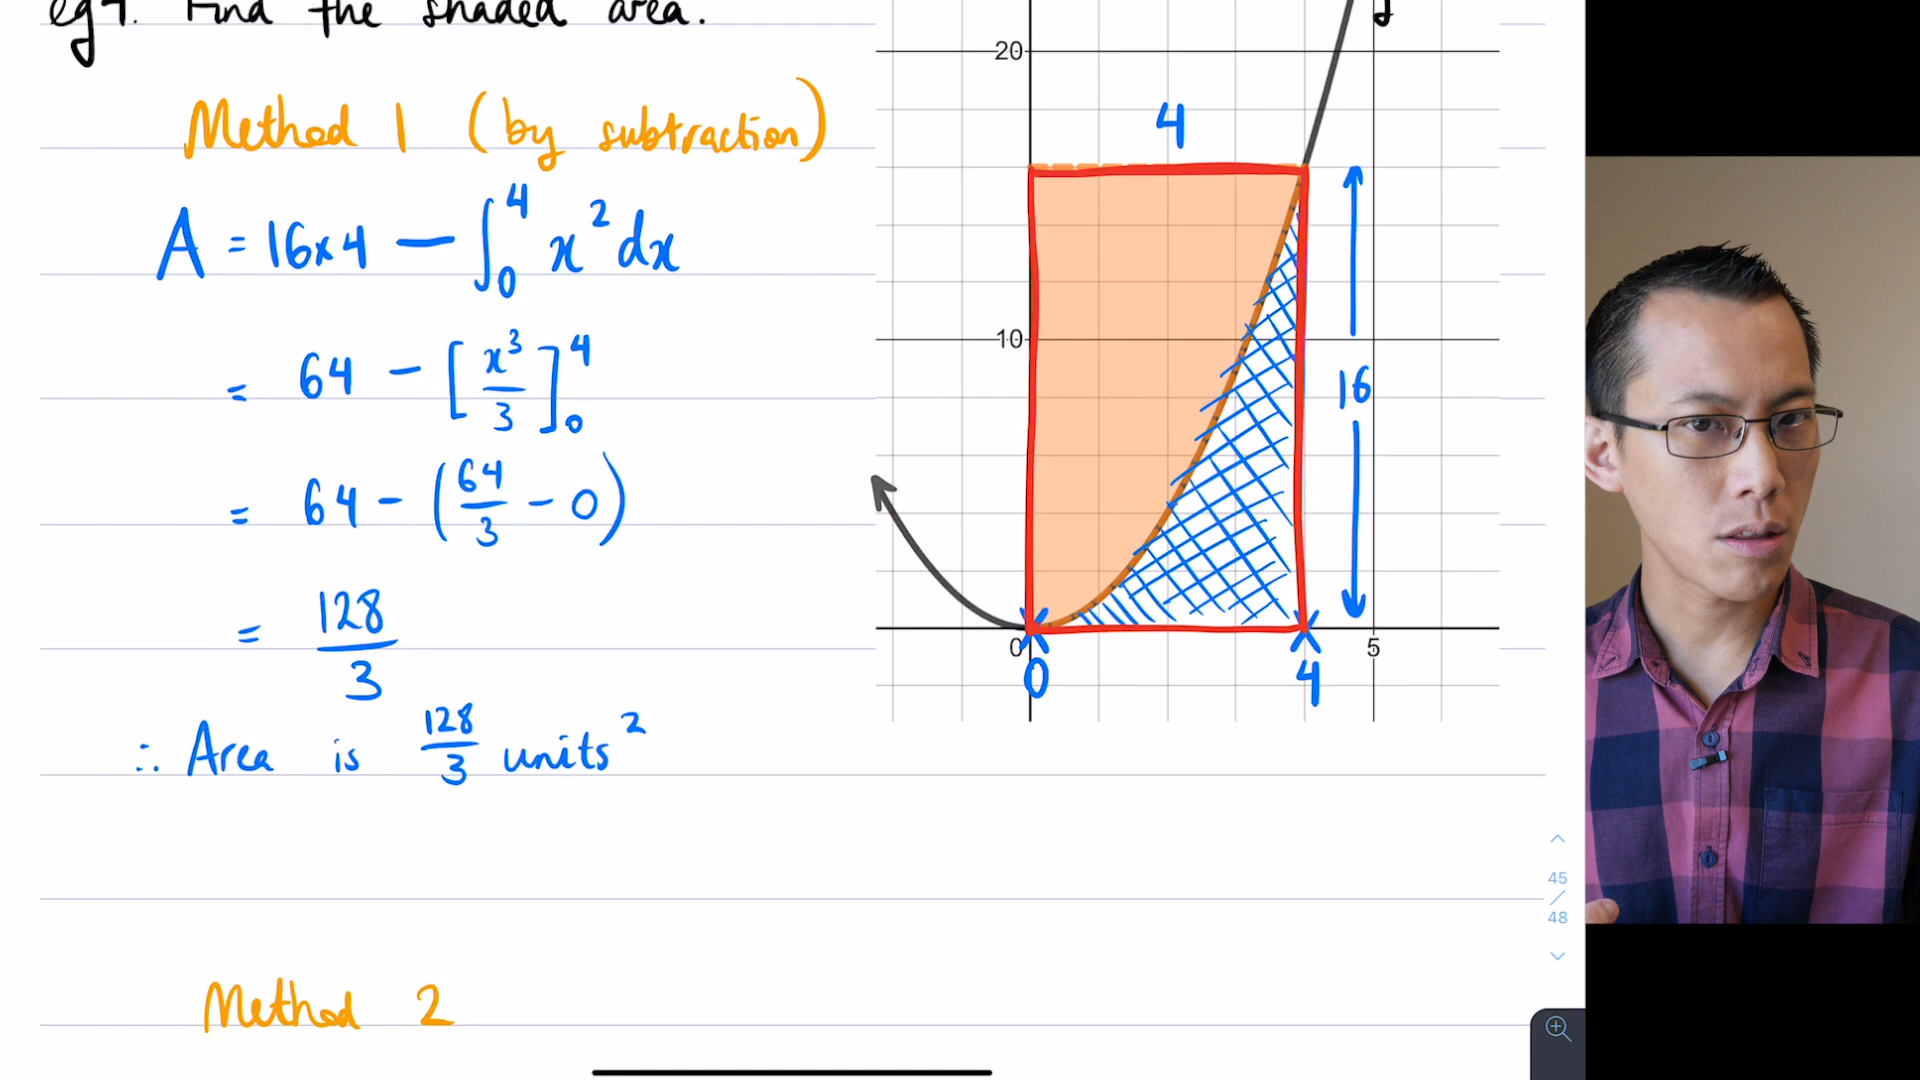 eg4. Find the shaded area.
Method 1 (by subtraction)
A = 16×4 − ∫₀⁴ x² dx
= 64 − [x³/3]₀⁴
= 64 − (64/3 − 0)
= 128/3
∴ Area is 128/3 units²
Method 2
y
20
4
10
16
0
5
0
4
45
/
48